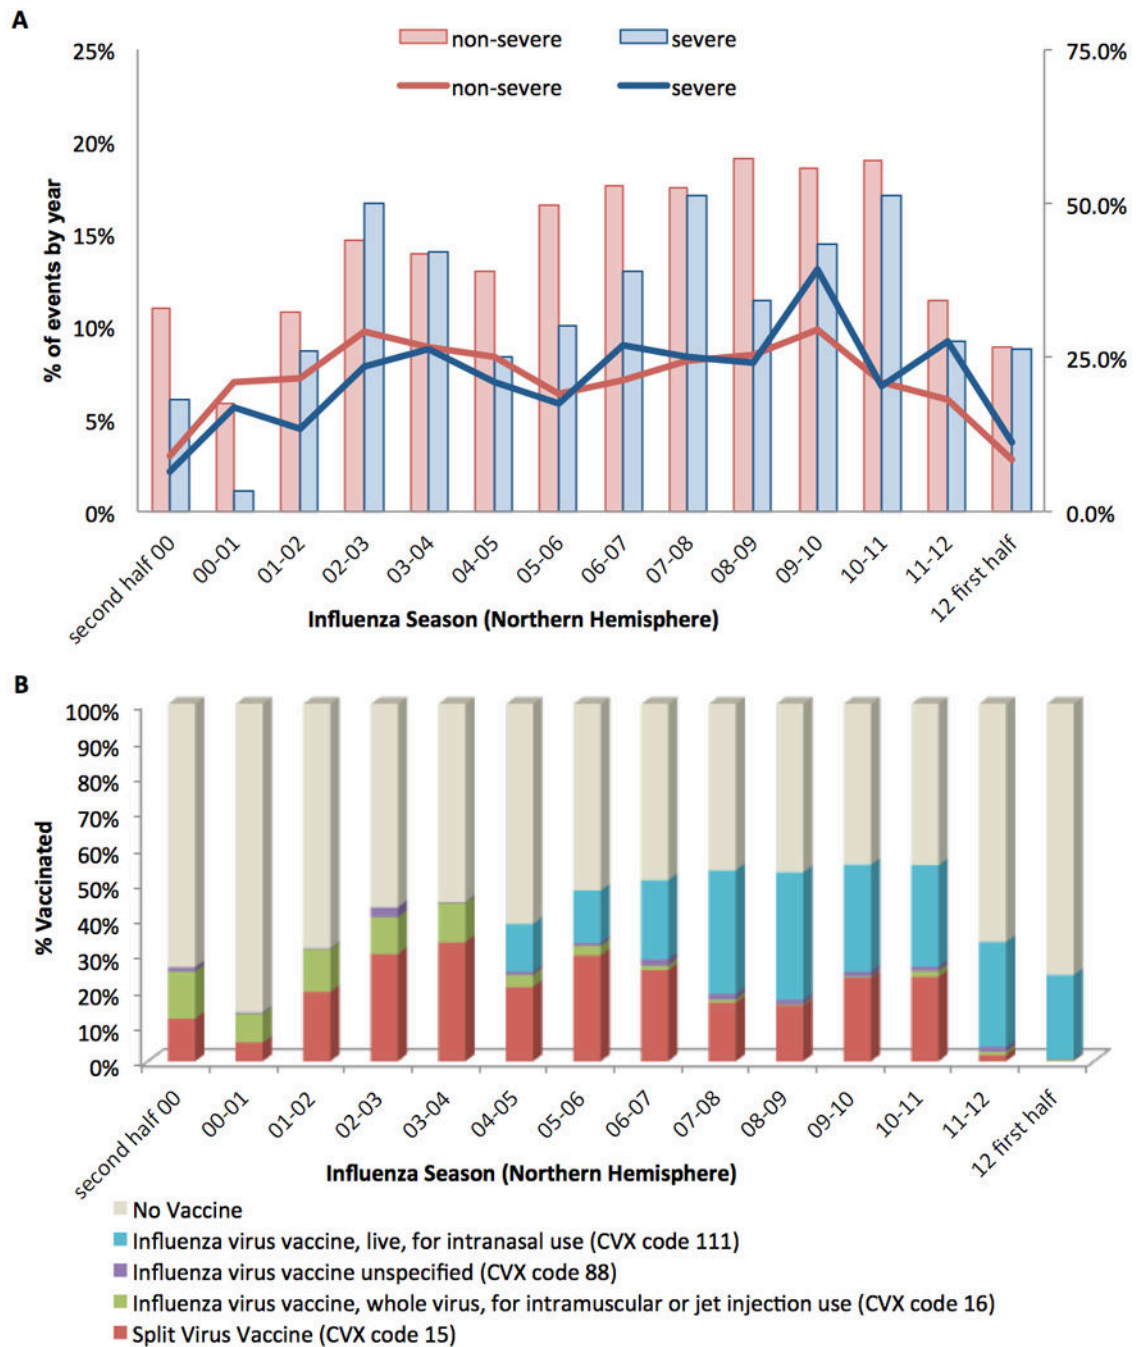 A
non-severe severe
non-severe severe
25% 75.0%
20%
50.0%
15%
10%
25.0%
5%
0% 0.0%
% of events by year
second half 00 00-01 01-02 02-03 03-04 04-05 05-06 06-07 07-08 08-09 09-10 10-11 11-12 12 first half
Influenza Season (Northern Hemisphere)
B
100%
90%
80%
70%
60%
50%
40%
30%
20%
10%
0%
% Vaccinated
second half 00 00-01 01-02 02-03 03-04 04-05 05-06 06-07 07-08 08-09 09-10 10-11 11-12 12 first half
Influenza Season (Northern Hemisphere)
No Vaccine
Influenza virus vaccine, live, for intranasal use (CVX code 111)
Influenza virus vaccine unspecified (CVX code 88)
Influenza virus vaccine, whole virus, for intramuscular or jet injection use (CVX code 16)
Split Virus Vaccine (CVX code 15)